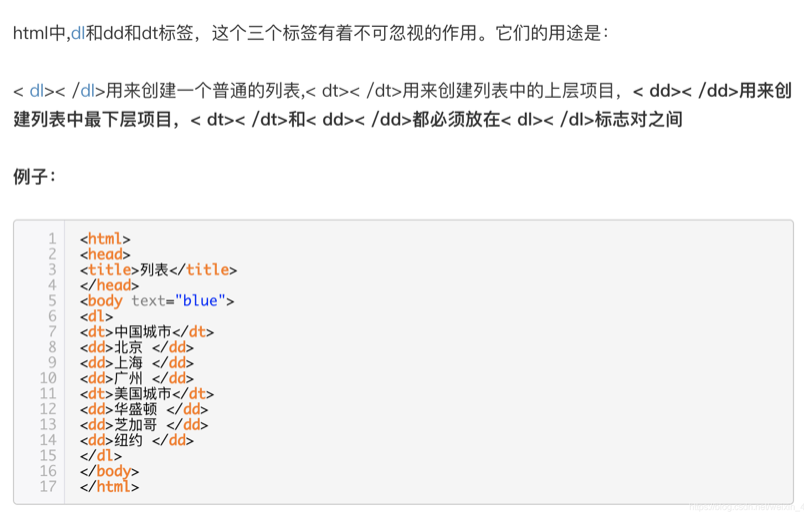 html中,dl和dd和dt标签，这个三个标签有着不可忽视的作用。它们的用途是：
< dl>< /dl>用来创建一个普通的列表,< dt>< /dt>用来创建列表中的上层项目，< dd>< /dd>用来创
建列表中最下层项目，< dt>< /dt>和< dd>< /dd>都必须放在< dl>< /dl>标志对之间
例子：
1 <html>
2 <head>
3 <title>列表</title>
4 </head>
5 <body text="blue">
6 <dl>
7 <dt>中国城市</dt>
8 <dd>北京 </dd>
9 <dd>上海 </dd>
10 <dd>广州 </dd>
11 <dt>美国城市</dt>
12 <dd>华盛顿 </dd>
13 <dd>芝加哥 </dd>
14 <dd>纽约 </dd>
15 </dl>
16 </body>
17 </html>